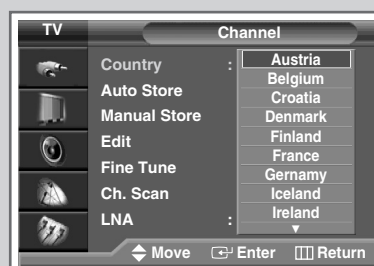 TV Channel
Country : Austria
Belgium
Auto Store Croatia
Manual Store Denmark
Edit Finland
France
Fine Tune Gernamy
Ch. Scan Iceland
LNA : Ireland
▼
Move Enter Return